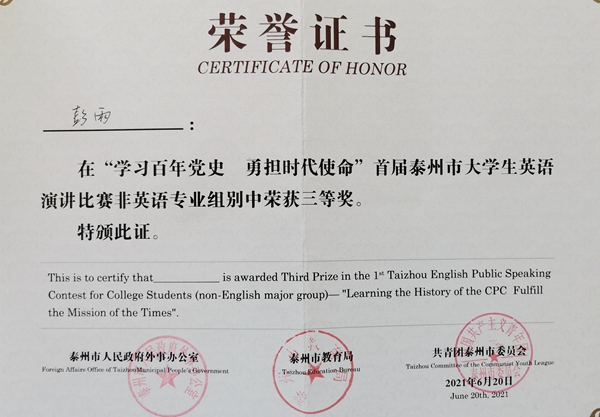 荣誉证书
CERTIFICATE OF HONOR
彭雨：
在“学习百年党史 勇担时代使命”首届泰州市大学生英语
演讲比赛非英语专业组别中荣获三等奖。
特颁此证。
This is to certify that__________ is awarded Third Prize in the 1st Taizhou English Public Speaking
Contest for College Students (non-English major group)— "Learning the History of the CPC Fulfill
the Mission of the Times".
泰州市人民政府外事办公室 泰州市教育局 共青团泰州市委员会
Foreign Affairs Office of TaizhouMunicipal People's Government Taizhou Education Bureau Taizhou Committee of the Communist Youth League
2021年6月20日
June 20th, 2021